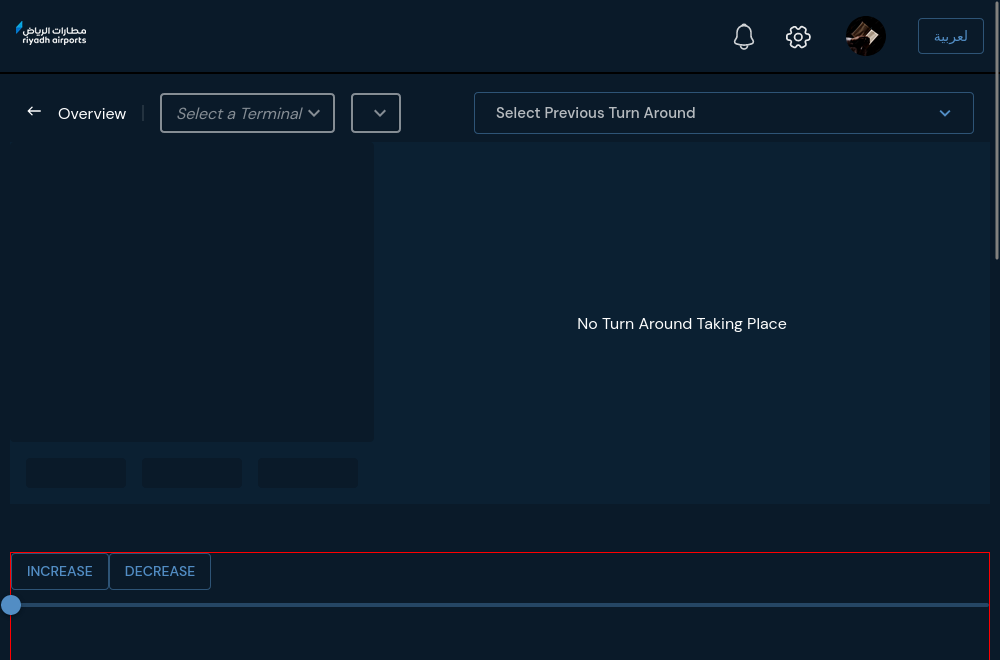 مطارات الرياض
riyadh airports
لعربية
Overview
Select a Terminal
Select Previous Turn Around
No Turn Around Taking Place
INCREASE
DECREASE